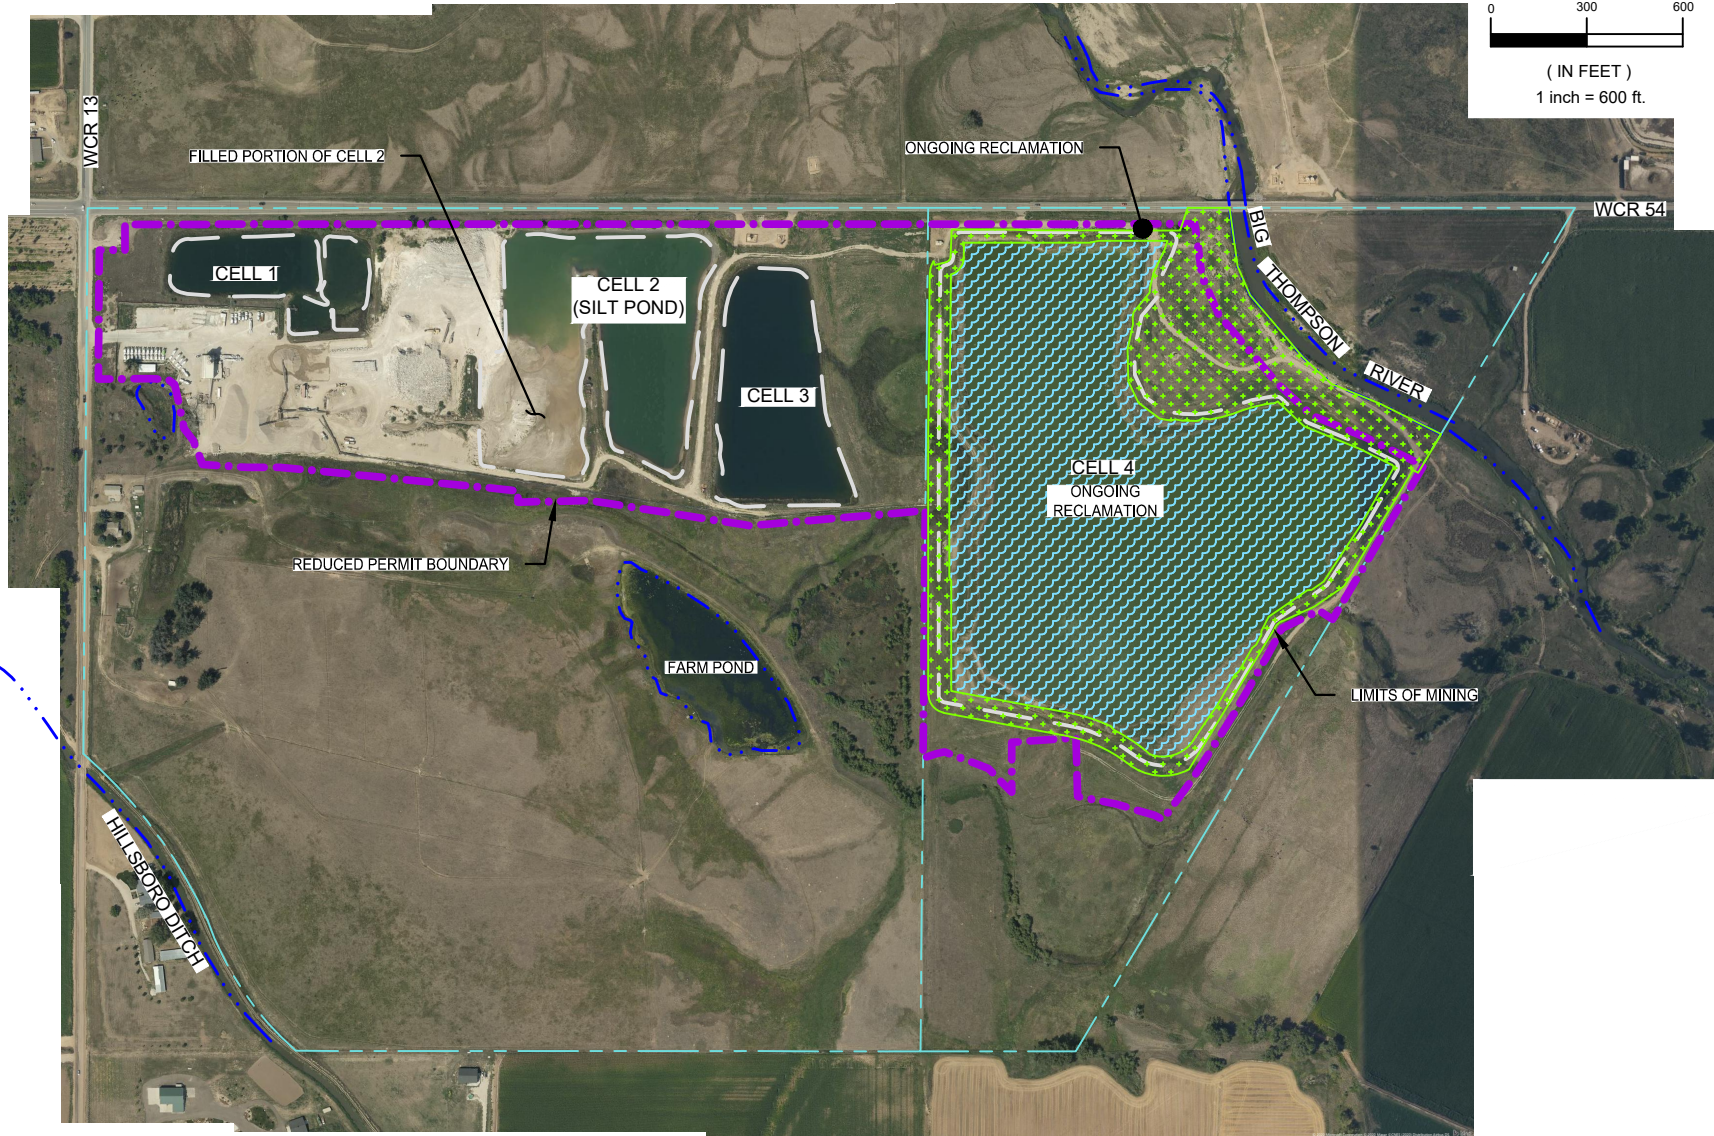 0 300 600
( IN FEET )
1 inch = 600 ft.
WCR 13
FILLED PORTION OF CELL 2
ONGOING RECLAMATION
WCR 54
BIG
THOMPSON
RIVER
CELL 1
CELL 2
(SILT POND)
CELL 3
CELL 4
ONGOING
RECLAMATION
REDUCED PERMIT BOUNDARY
FARM POND
LIMITS OF MINING
HILLSBORO DITCH